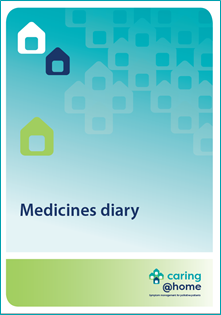 Medicines diary
caring
@home
symptom management for palliative patients